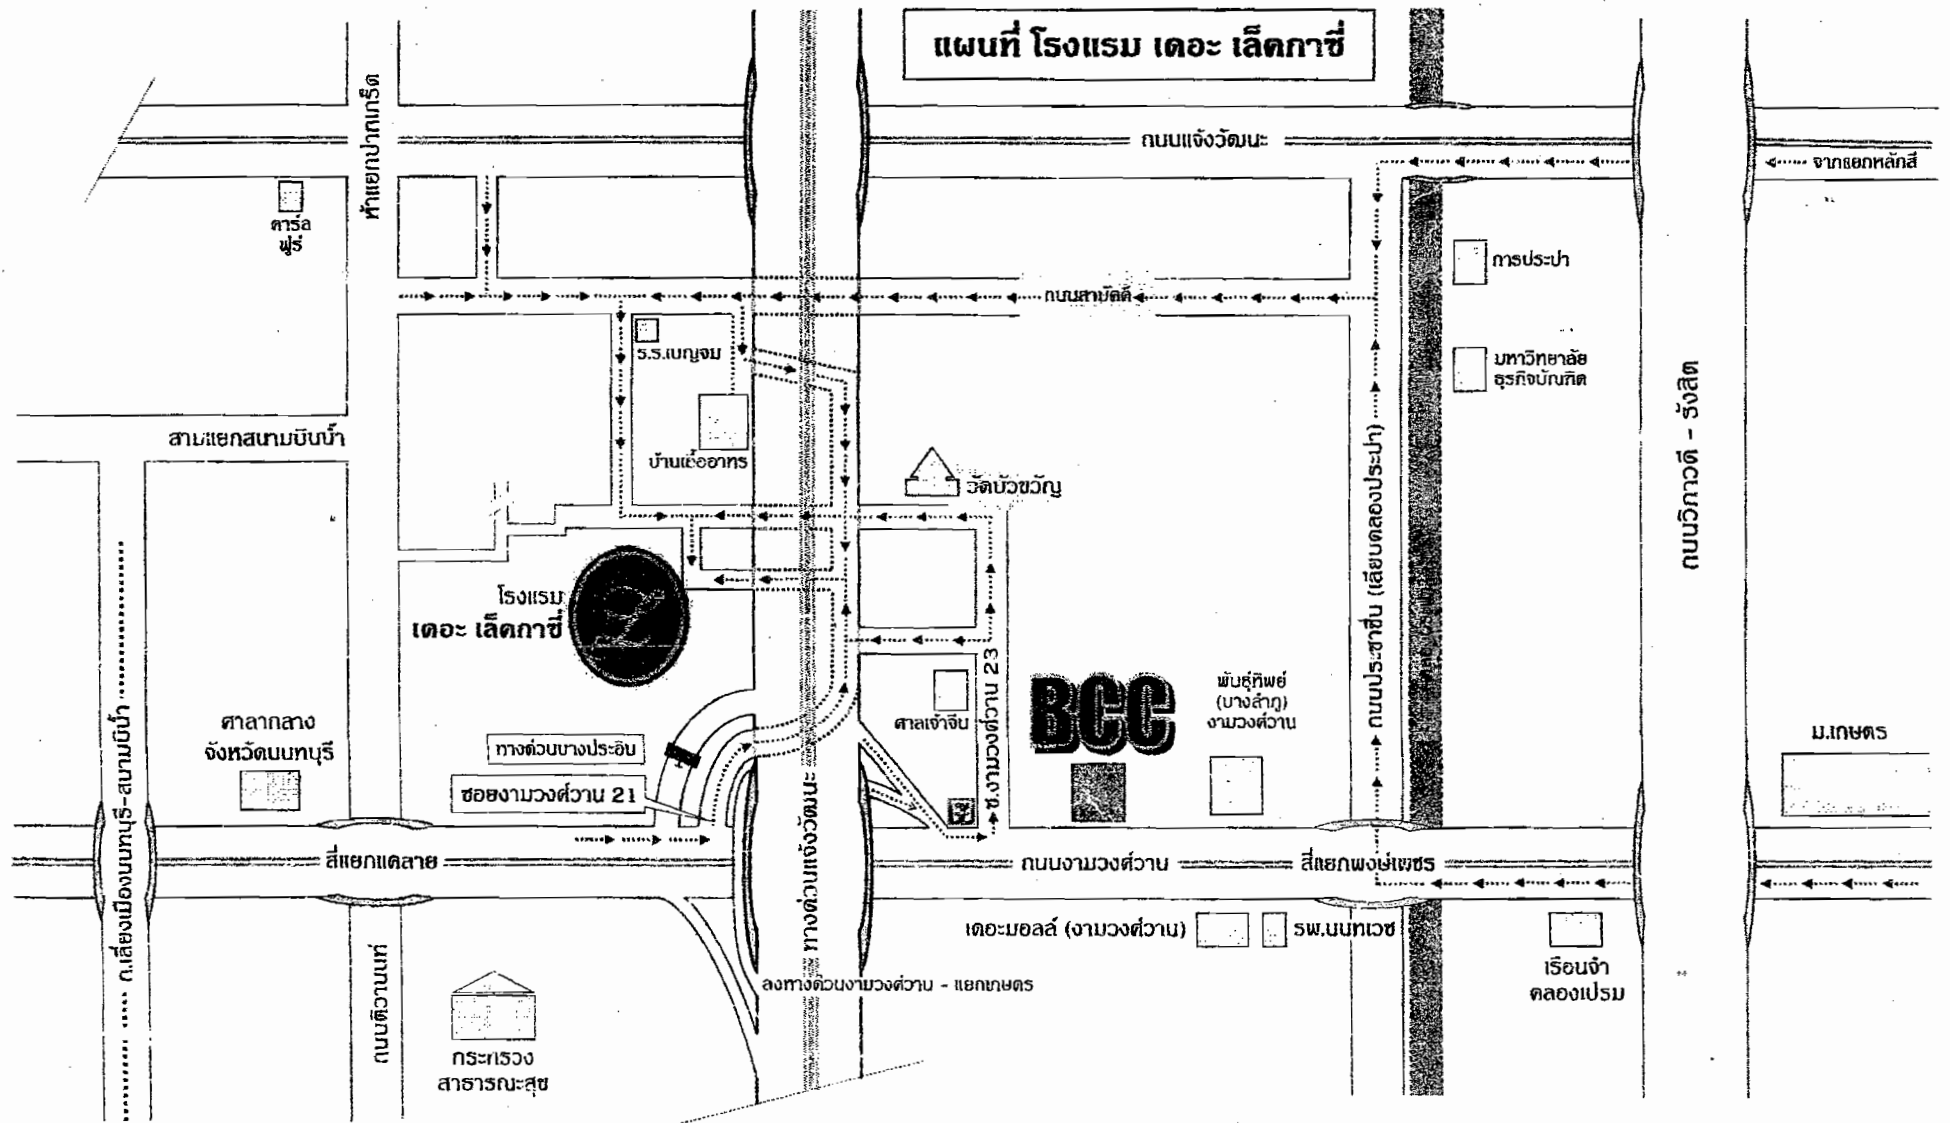 แผนที่ โรงแรม เดอะ เล็คกาซี่
ห้าแยกปากเกร็ด
ถนนแจ้งวัฒนะ
จากแยกหลักสี่
คาร์ล
ฟูร์
การประปา
ถนนสามัคคี
ร.ร.เบญจม
มหาวิทยาลัย
ธุรกิจบัณฑิต
ถนนวิภาวดี - รังสิต
สามแยกสนามบินน้ำ
บ้านเอื้ออาทร
วัดบัวขวัญ
ถนนประชาชื่น (เลียบคลองประปา)
โรงแรม
เดอะ เล็คกาซี่
ซ.งามวงศ์วาน 23
ศาลเจ้าจีน
BCC
พันธุ์ทิพย์
(บางลำภู)
งามวงศ์วาน
ม.เกษตร
ศาลากลาง
จังหวัดนนทบุรี
ทางด่วนบางปะอิน
ซอยงามวงศ์วาน 21
ถ.เลี่ยงเมืองนนทบุรี-สนามบินน้ำ
สี่แยกแคลาย
ทางด่วนแจ้งวัฒนะ
ถนนงามวงศ์วาน
สี่แยกพงษ์เพชร
เดอะมอลล์ (งามวงศ์วาน)
รพ.นนทเวช
เรือนจำ
คลองเปรม
ลงทางด่วนงามวงศ์วาน - แยกเกษตร
ถนนติวานนท์
กระทรวง
สาธารณะสุข